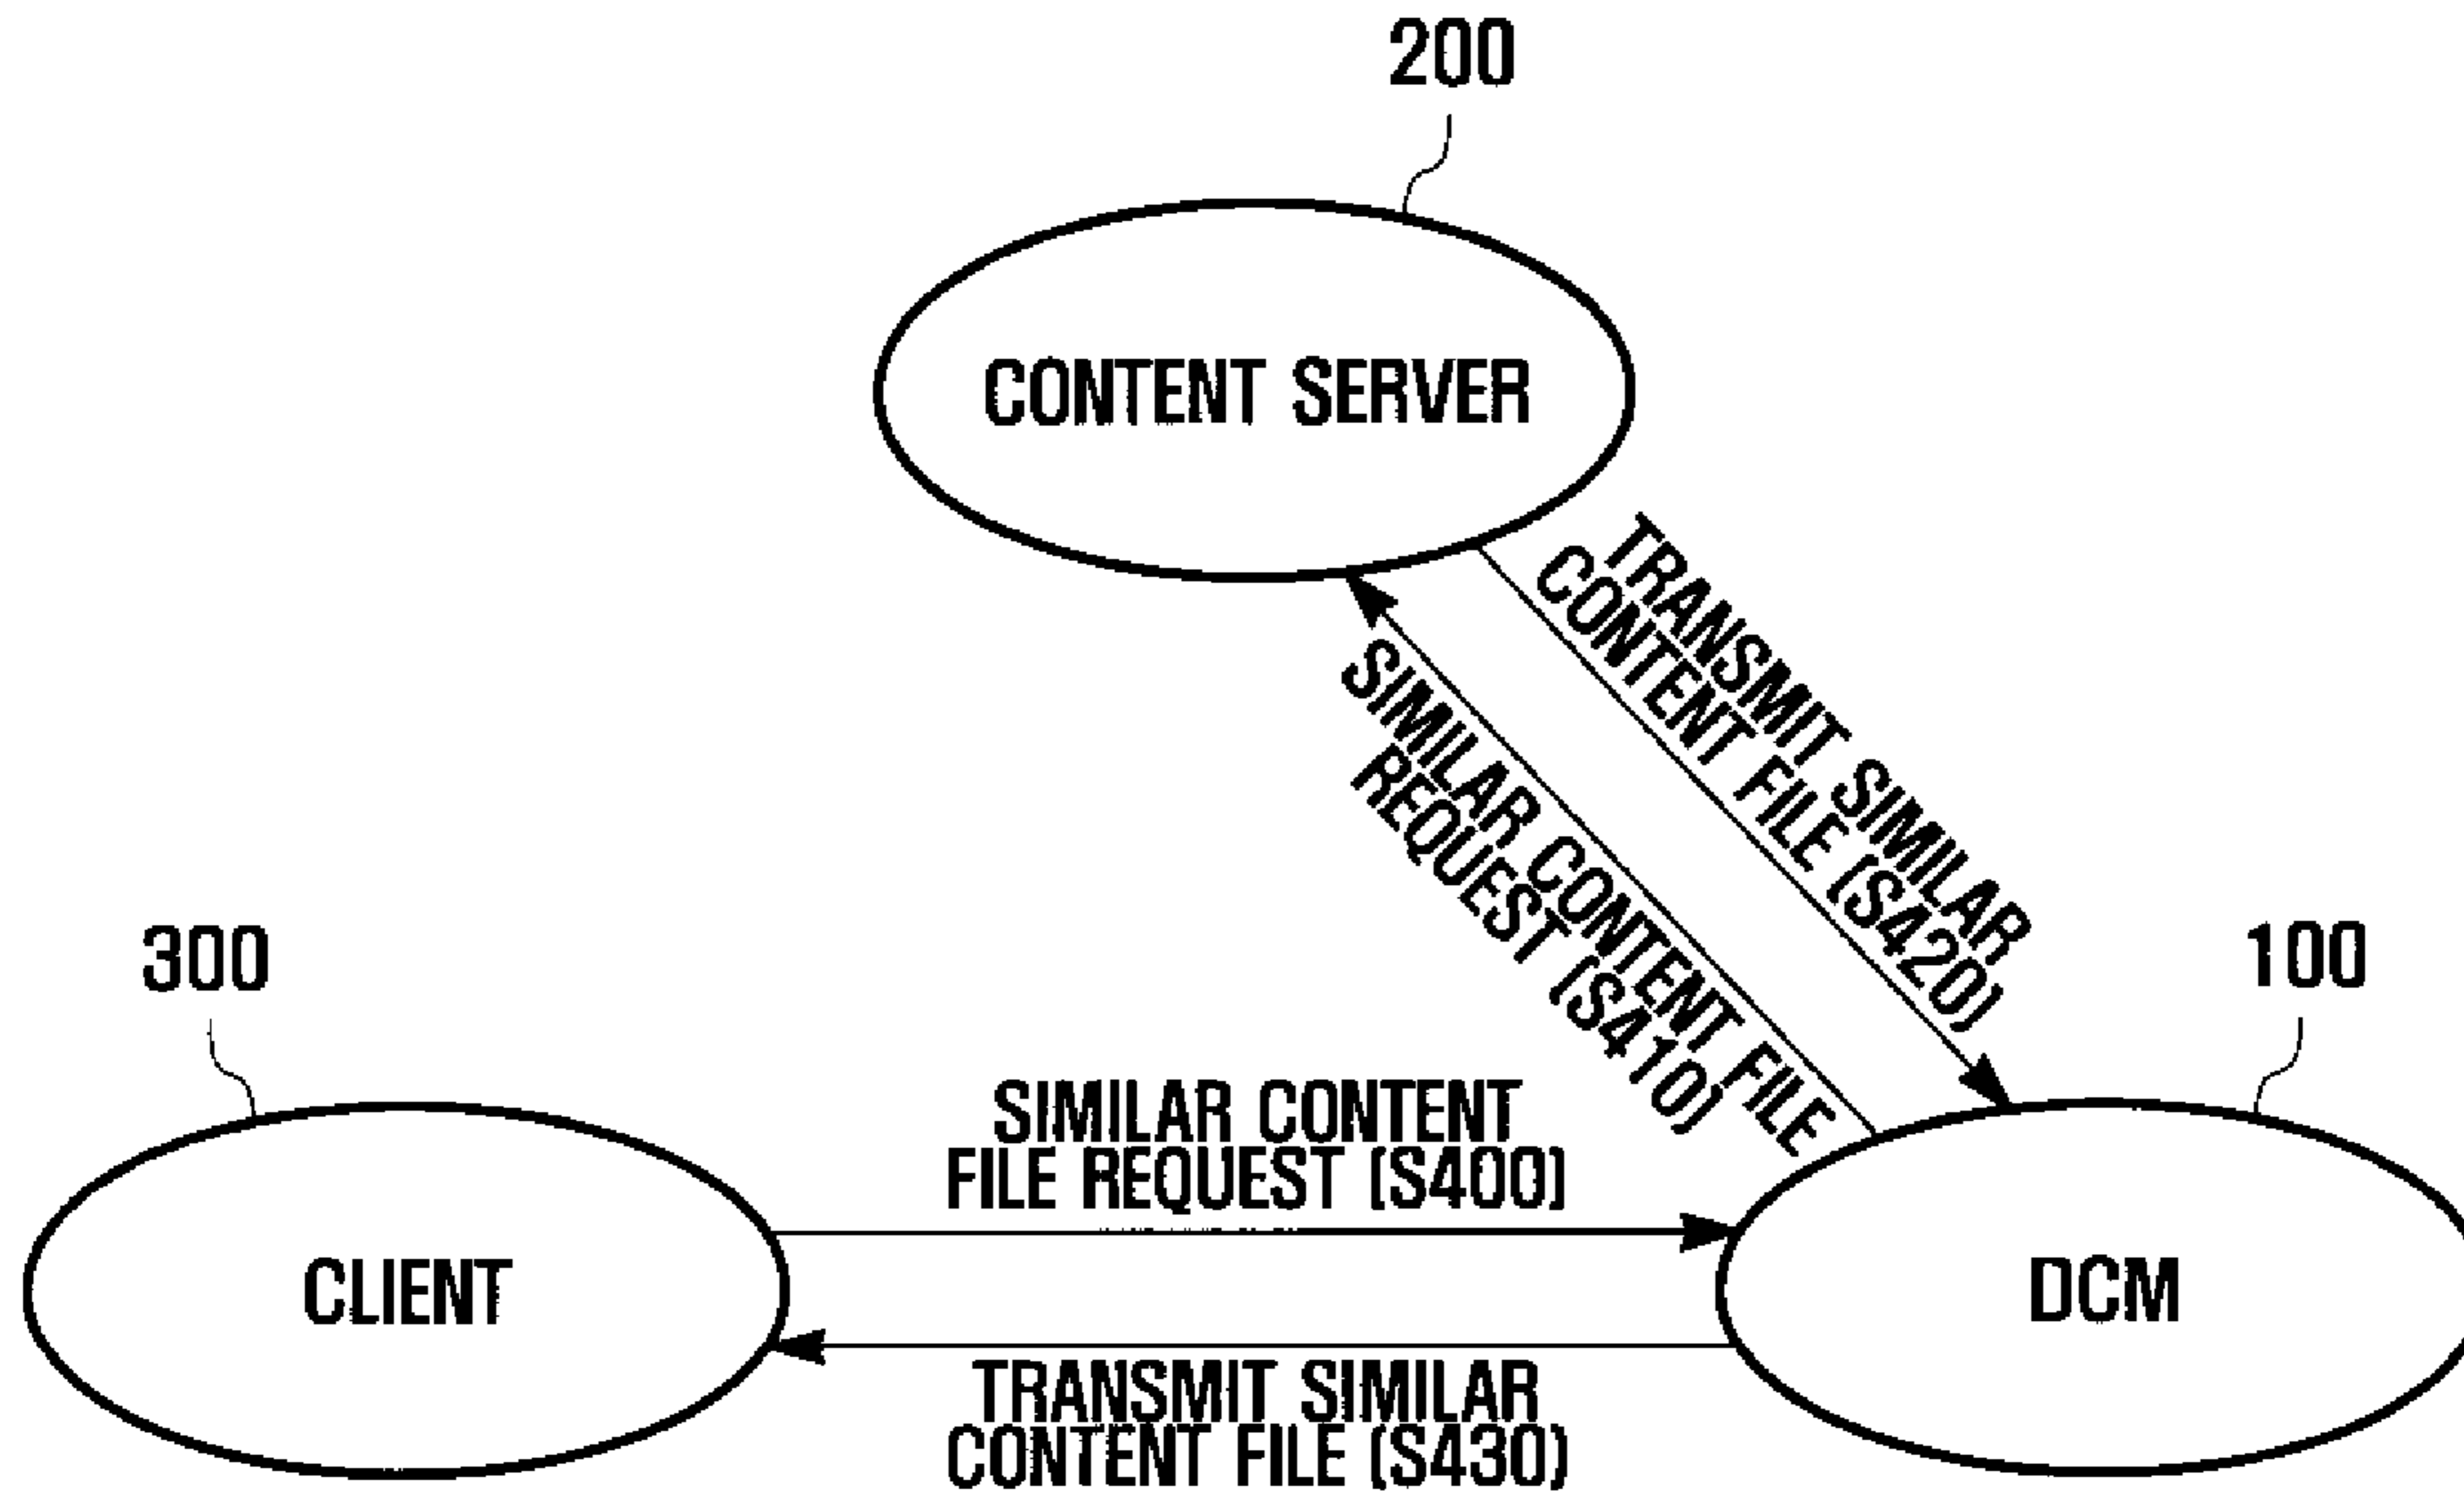 200
CONTENT SERVER
TRANSMIT SIMILAR
CONTENT FILE (S420)
SIMILAR CONTENT FILE
REQUEST (S410)
300
100
SIMILAR CONTENT
FILE REQUEST (S400)
CLIENT
DCM
TRANSMIT SIMILAR
CONTENT FILE (S430)